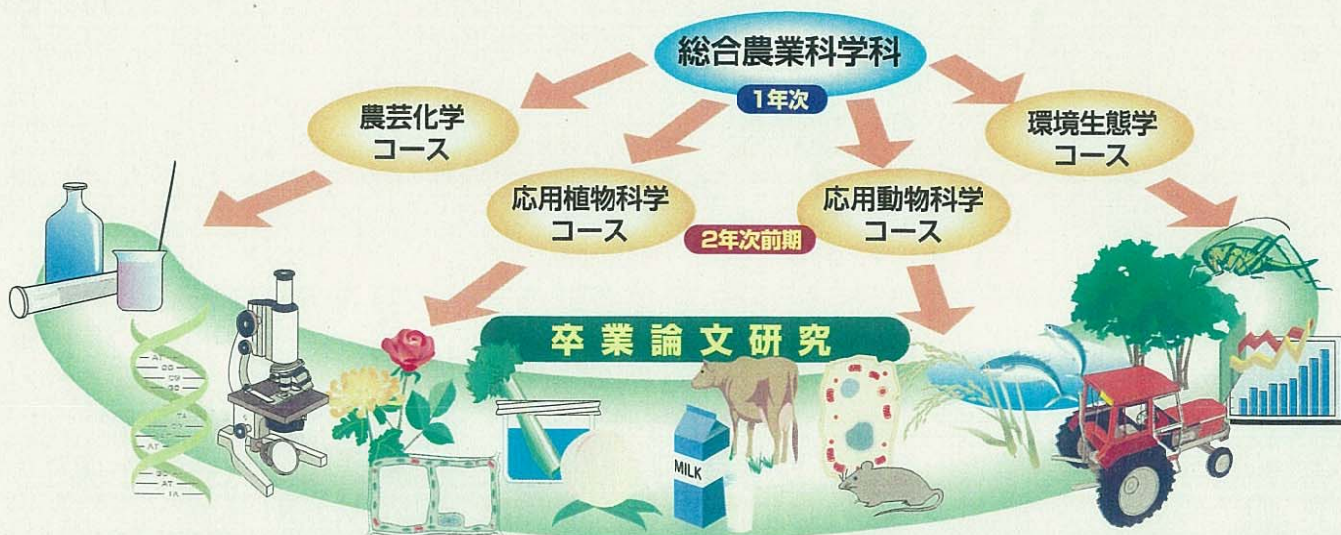 総合農業科学科
1年次
農芸化学
コース
環境生態学
コース
応用植物科学
コース
応用動物科学
コース
2年次前期
卒業論文研究
MILK